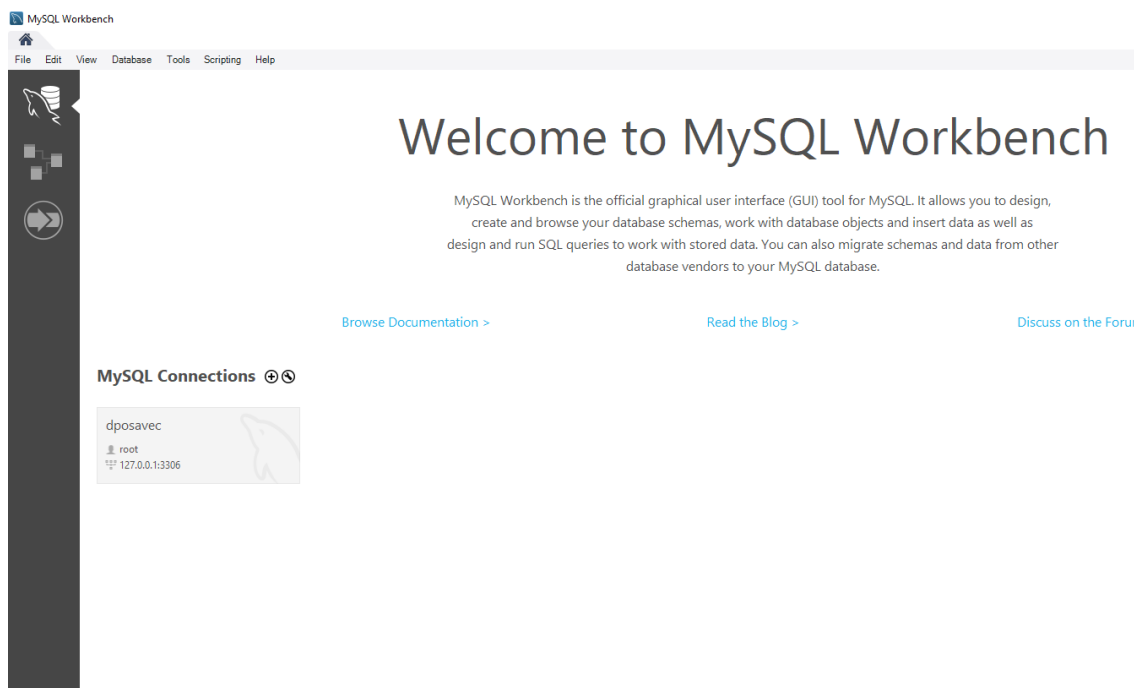 MySQL Workbench
File Edit View Database Tools Scripting Help
Welcome to MySQL Workbench
MySQL Workbench is the official graphical user interface (GUI) tool for MySQL. It allows you to design,
create and browse your database schemas, work with database objects and insert data as well as
design and run SQL queries to work with stored data. You can also migrate schemas and data from other
database vendors to your MySQL database.
Browse Documentation > Read the Blog > Discuss on the Foru
MySQL Connections
dposavec
root
127.0.0.1:3306